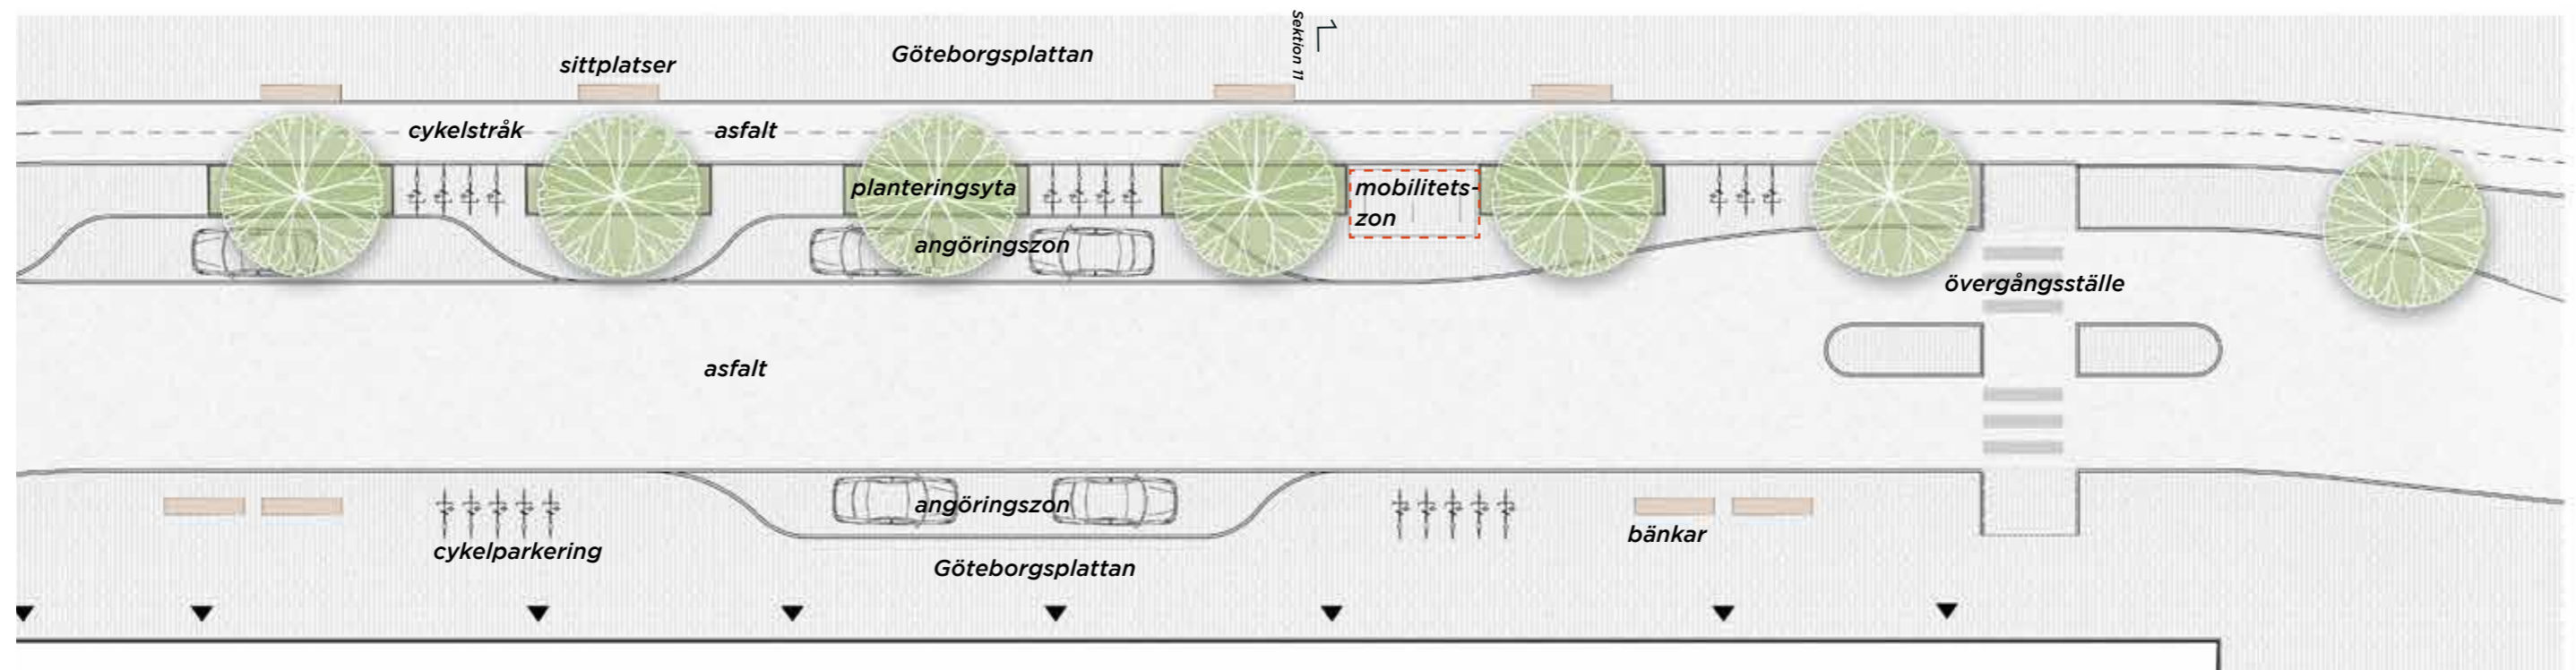 Sektion 11
Göteborgsplattan
sittplatser
cykelstråk
asfalt
planteringsyta
mobilitets-
zon
angöringszon
övergångsställe
asfalt
angöringszon
bänkar
cykelparkering
Göteborgsplattan